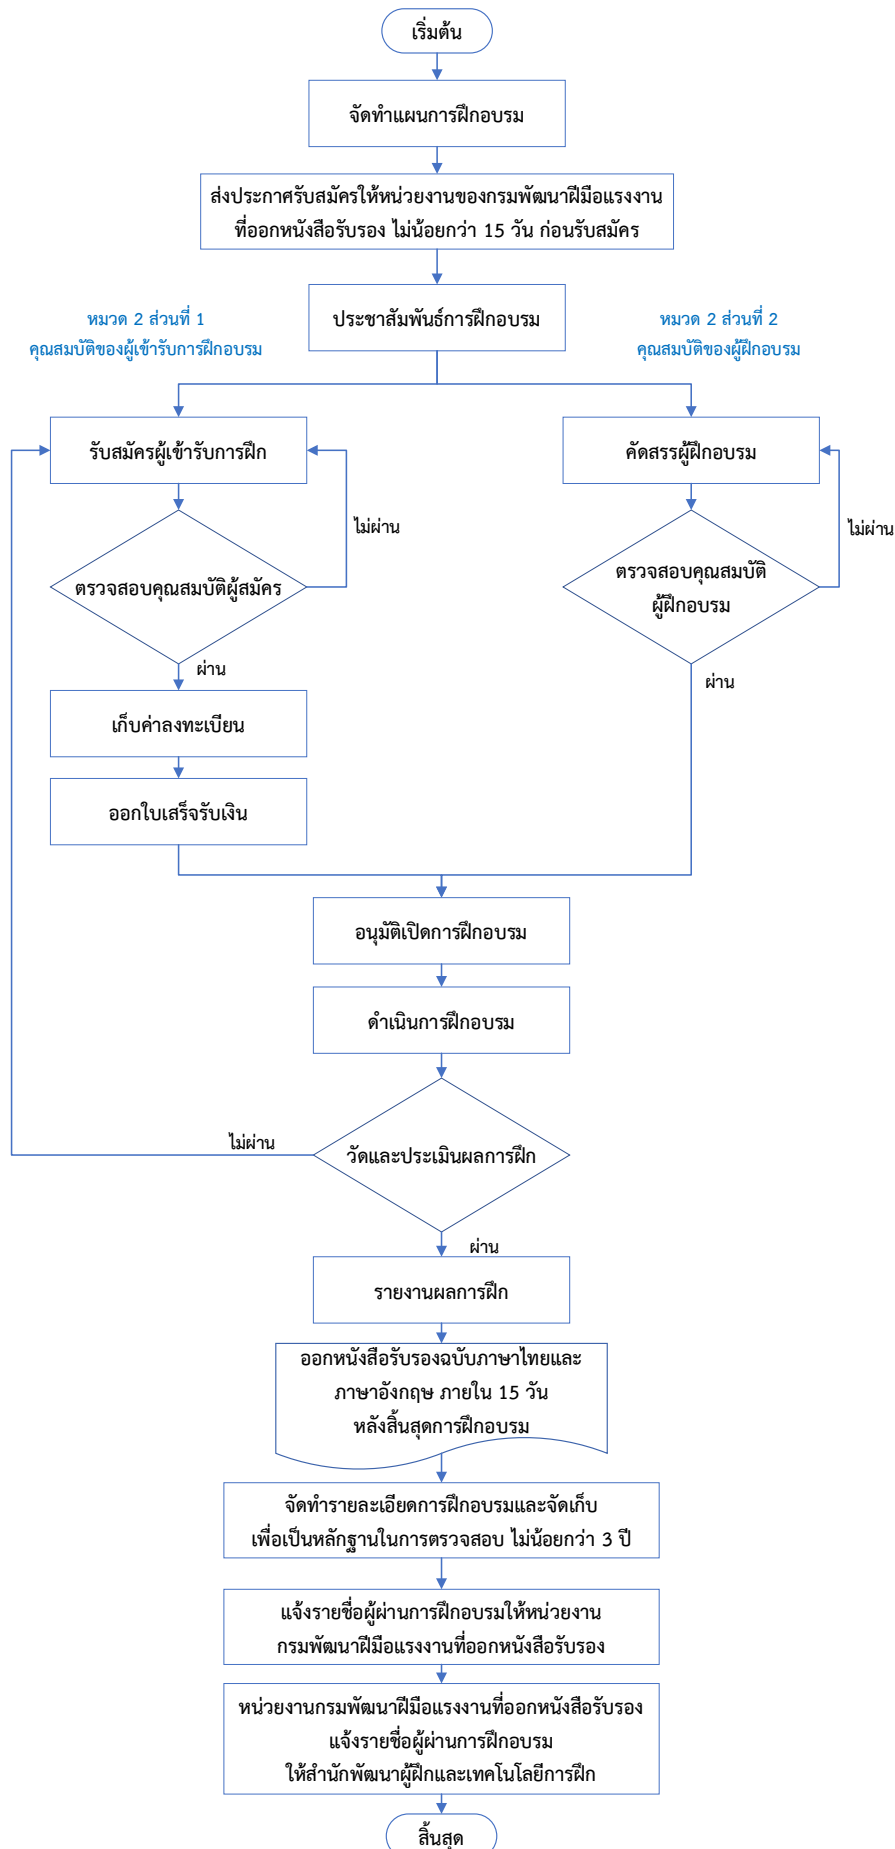 เริ่มต้น
จัดทำแผนการฝึกอบรม
ส่งประกาศรับสมัครให้หน่วยงานของกรมพัฒนาฝีมือแรงงาน
ที่ออกหนังสือรับรอง ไม่น้อยกว่า 15 วัน ก่อนรับสมัคร
ประชาสัมพันธ์การฝึกอบรม
หมวด 2 ส่วนที่ 1
คุณสมบัติของผู้เข้ารับการฝึกอบรม
หมวด 2 ส่วนที่ 2
คุณสมบัติของผู้ฝึกอบรม
รับสมัครผู้เข้ารับการฝึก
คัดสรรผู้ฝึกอบรม
ไม่ผ่าน
ไม่ผ่าน
ตรวจสอบคุณสมบัติผู้สมัคร
ตรวจสอบคุณสมบัติ
ผู้ฝึกอบรม
ผ่าน
ผ่าน
เก็บค่าลงทะเบียน
ออกใบเสร็จรับเงิน
อนุมัติเปิดการฝึกอบรม
ดำเนินการฝึกอบรม
ไม่ผ่าน
วัดและประเมินผลการฝึก
ผ่าน
รายงานผลการฝึก
ออกหนังสือรับรองฉบับภาษาไทยและ
ภาษาอังกฤษ ภายใน 15 วัน
หลังสิ้นสุดการฝึกอบรม
จัดทำรายละเอียดการฝึกอบรมและจัดเก็บ
เพื่อเป็นหลักฐานในการตรวจสอบ ไม่น้อยกว่า 3 ปี
แจ้งรายชื่อผู้ผ่านการฝึกอบรมให้หน่วยงาน
กรมพัฒนาฝีมือแรงงานที่ออกหนังสือรับรอง
หน่วยงานกรมพัฒนาฝีมือแรงงานที่ออกหนังสือรับรอง
แจ้งรายชื่อผู้ผ่านการฝึกอบรม
ให้สำนักพัฒนาผู้ฝึกและเทคโนโลยีการฝึก
สิ้นสุด